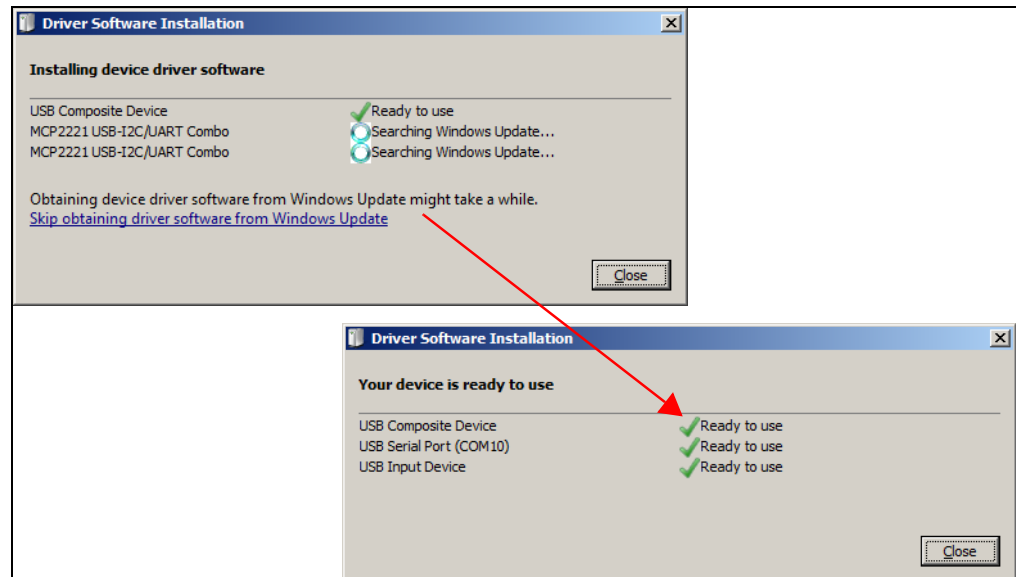 Driver Software Installation
Installing device driver software
USB Composite Device Ready to use
MCP2221 USB-I2C/UART Combo Searching Windows Update...
MCP2221 USB-I2C/UART Combo Searching Windows Update...
Obtaining device driver software from Windows Update might take a while.
Skip obtaining driver software from Windows Update
Close
Driver Software Installation
Your device is ready to use
USB Composite Device Ready to use
USB Serial Port (COM10) Ready to use
USB Input Device Ready to use
Close